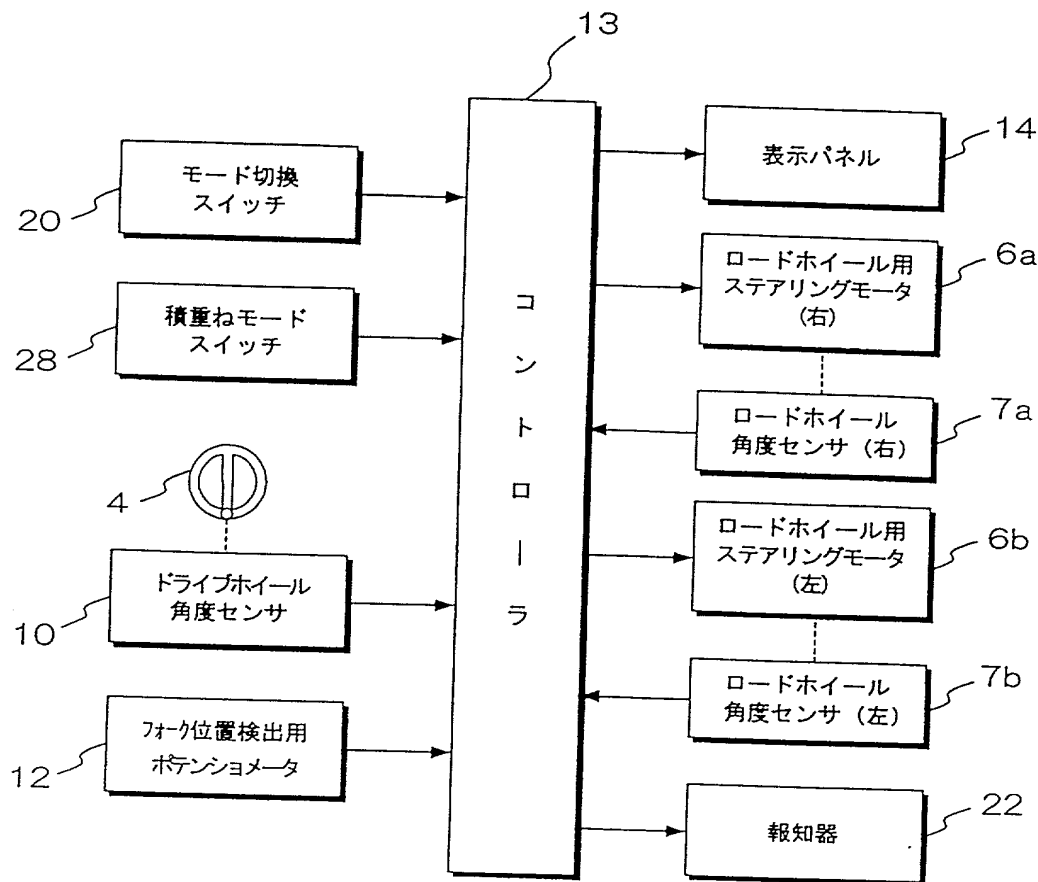 13
モード切換
スイッチ
20
積重ねモード
スイッチ
28
4
ドライブホイール
角度センサ
10
フォーク位置検出用
ポテンショメータ
12
コントローラ
表示パネル
14
ロードホイール用
ステアリングモータ
(右)
6a
ロードホイール
角度センサ (右)
7a
ロードホイール用
ステアリングモータ
(左)
6b
ロードホイール
角度センサ (左)
7b
報知器
22